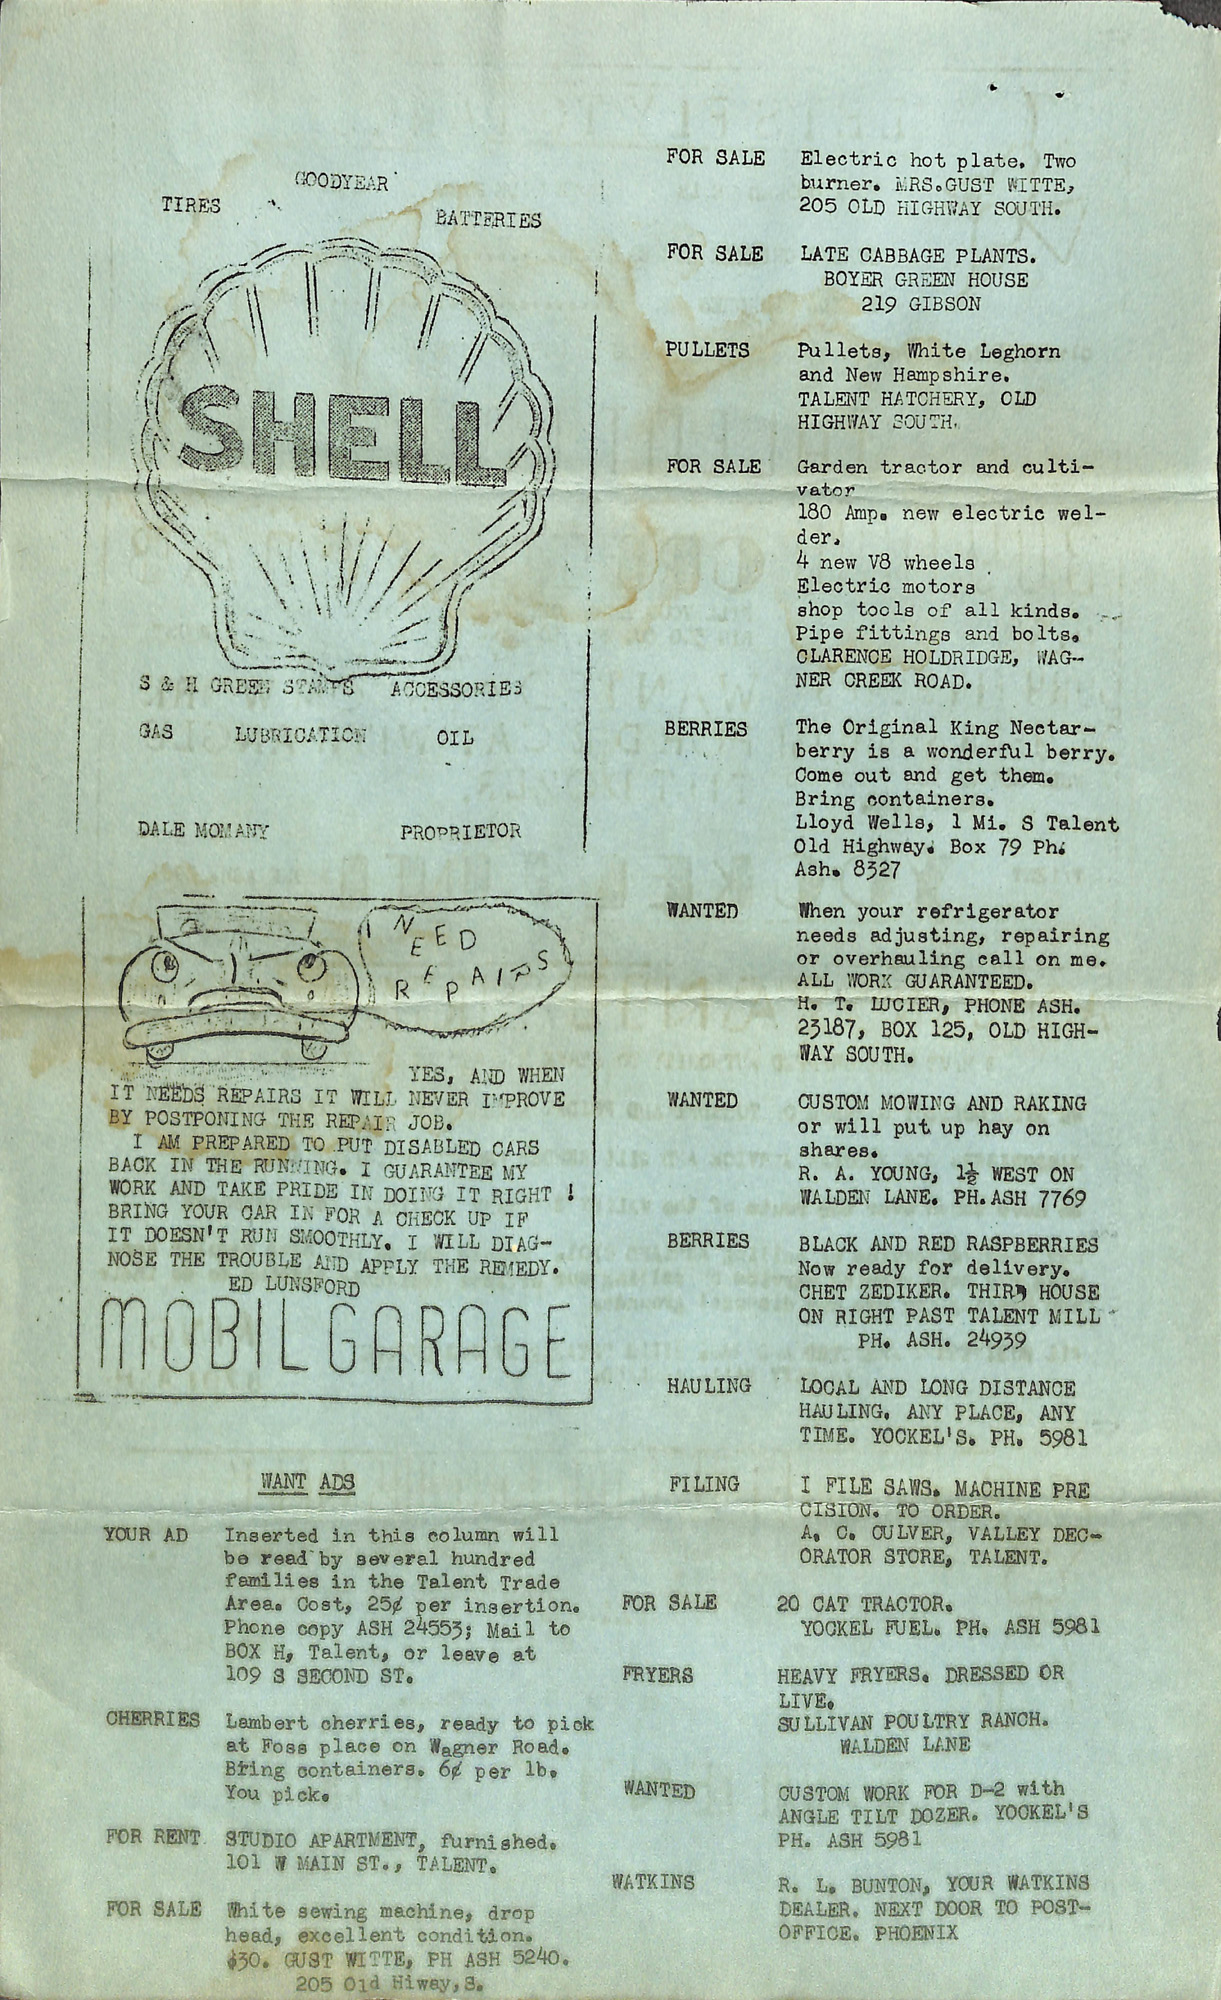 GOODYEAR
TIRES
BATTERIES
SHELL
S & H GREEN STAMPS ACCESSORIES
GAS LUBRICATION OIL
DALE MOMANY PROPRIETOR
NEED
REPAIRS
YES, AND WHEN
IT NEEDS REPAIRS IT WILL NEVER IMPROVE
BY POSTPONING THE REPAIR JOB.
I AM PREPARED TO PUT DISABLED CARS
BACK IN THE RUNNING. I GUARANTEE MY
WORK AND TAKE PRIDE IN DOING IT RIGHT !
BRING YOUR CAR IN FOR A CHECK UP IF
IT DOESN'T RUN SMOOTHLY. I WILL DIAG-
NOSE THE TROUBLE AND APPLY THE REMEDY.
ED LUNSFORD
MOBILGARAGE
WANT ADS
YOUR AD Inserted in this column will
be read by several hundred
families in the Talent Trade
Area. Cost, 25¢ per insertion.
Phone copy ASH 24553; Mail to
BOX H, Talent, or leave at
109 S SECOND ST.
CHERRIES Lambert cherries, ready to pick
at Foss place on Wagner Road.
Bring containers. 6¢ per lb.
You pick.
FOR RENT STUDIO APARTMENT, furnished.
101 W MAIN ST., TALENT.
FOR SALE White sewing machine, drop
head, excellent condition.
$30. GUST WITTE, PH ASH 5240.
205 Old Hiway,S.
FOR SALE Electric hot plate. Two
burner. MRS.GUST WITTE,
205 OLD HIGHWAY SOUTH.
FOR SALE LATE CABBAGE PLANTS.
BOYER GREEN HOUSE
219 GIBSON
PULLETS Pullets, White Leghorn
and New Hampshire.
TALENT HATCHERY, OLD
HIGHWAY SOUTH.
FOR SALE Garden tractor and culti-
vator
180 Amp. new electric wel-
der.
4 new V8 wheels
Electric motors
shop tools of all kinds.
Pipe fittings and bolts.
CLARENCE HOLDRIDGE, WAG-
NER CREEK ROAD.
BERRIES The Original King Nectar-
berry is a wonderful berry.
Come out and get them.
Bring containers.
Lloyd Wells, 1 Mi. S Talent
Old Highway. Box 79 Ph.
Ash. 8327
WANTED When your refrigerator
needs adjusting, repairing
or overhauling call on me.
ALL WORK GUARANTEED.
H. T. LUCIER, PHONE ASH.
23187, BOX 125, OLD HIGH-
WAY SOUTH.
WANTED CUSTOM MOWING AND RAKING
or will put up hay on
shares.
R. A. YOUNG, 1½ WEST ON
WALDEN LANE. PH.ASH 7769
BERRIES BLACK AND RED RASPBERRIES
Now ready for delivery.
CHET ZEDIKER. THIRD HOUSE
ON RIGHT PAST TALENT MILL
PH. ASH. 24939
HAULING LOCAL AND LONG DISTANCE
HAULING. ANY PLACE, ANY
TIME. YOCKEL'S. PH. 5981
FILING I FILE SAWS. MACHINE PRE
CISION. TO ORDER.
A. C. CULVER, VALLEY DEC-
ORATOR STORE, TALENT.
FOR SALE 20 CAT TRACTOR.
YOCKEL FUEL. PH. ASH 5981
FRYERS HEAVY FRYERS. DRESSED OR
LIVE.
SULLIVAN POULTRY RANCH.
WALDEN LANE
WANTED CUSTOM WORK FOR D-2 with
ANGLE TILT DOZER. YOCKEL'S
PH. ASH 5981
WATKINS R. L. BUNTON, YOUR WATKINS
DEALER. NEXT DOOR TO POST-
OFFICE. PHOENIX